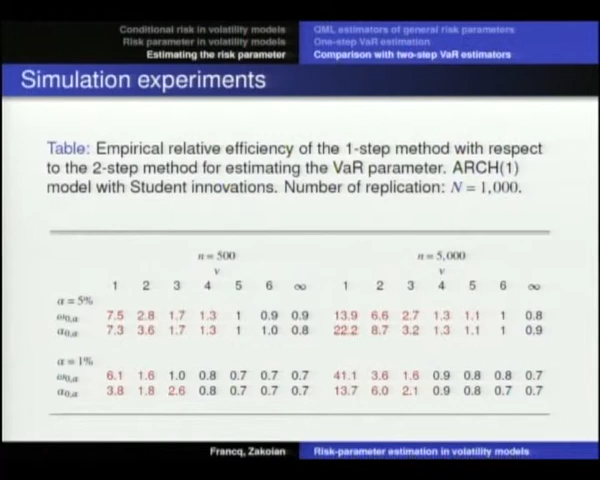 Conditional risk in volatility models
Risk parameter in volatility models
Estimating the risk parameter
QML estimators of general risk parameters
One-step VaR estimation
Comparison with two-step VaR estimators
Simulation experiments
Table: Empirical relative efficiency of the 1-step method with respect
to the 2-step method for estimating the VaR parameter. ARCH(1)
model with Student innovations. Number of replication: N = 1,000.
n = 500 n = 5,000
ν ν
1 2 3 4 5 6 ∞ 1 2 3 4 5 6 ∞
α = 5%
ω0,α 7.5 2.8 1.7 1.3 1 0.9 0.9 13.9 6.6 2.7 1.3 1.1 1 0.8
α0,α 7.3 3.6 1.7 1.3 1 1.0 0.8 22.2 8.7 3.2 1.3 1.1 1 0.9
α = 1%
ω0,α 6.1 1.6 1.0 0.8 0.7 0.7 0.7 41.1 3.6 1.6 0.9 0.8 0.8 0.7
α0,α 3.8 1.8 2.6 0.8 0.7 0.7 0.7 13.7 6.0 2.1 0.9 0.8 0.7 0.7
Francq, Zakoian Risk-parameter estimation in volatility models